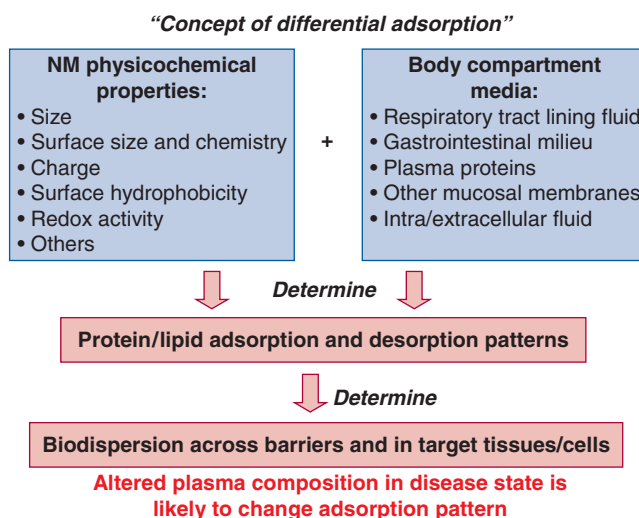 “Concept of differential adsorption”
NM physicochemical
properties:
• Size
• Surface size and chemistry
• Charge
• Surface hydrophobicity
• Redox activity
• Others
+
Body compartment
media:
• Respiratory tract lining fluid
• Gastrointestinal milieu
• Plasma proteins
• Other mucosal membranes
• Intra/extracellular fluid
Determine
Protein/lipid adsorption and desorption patterns
Determine
Biodispersion across barriers and in target tissues/cells
Altered plasma composition in disease state is
likely to change adsorption pattern